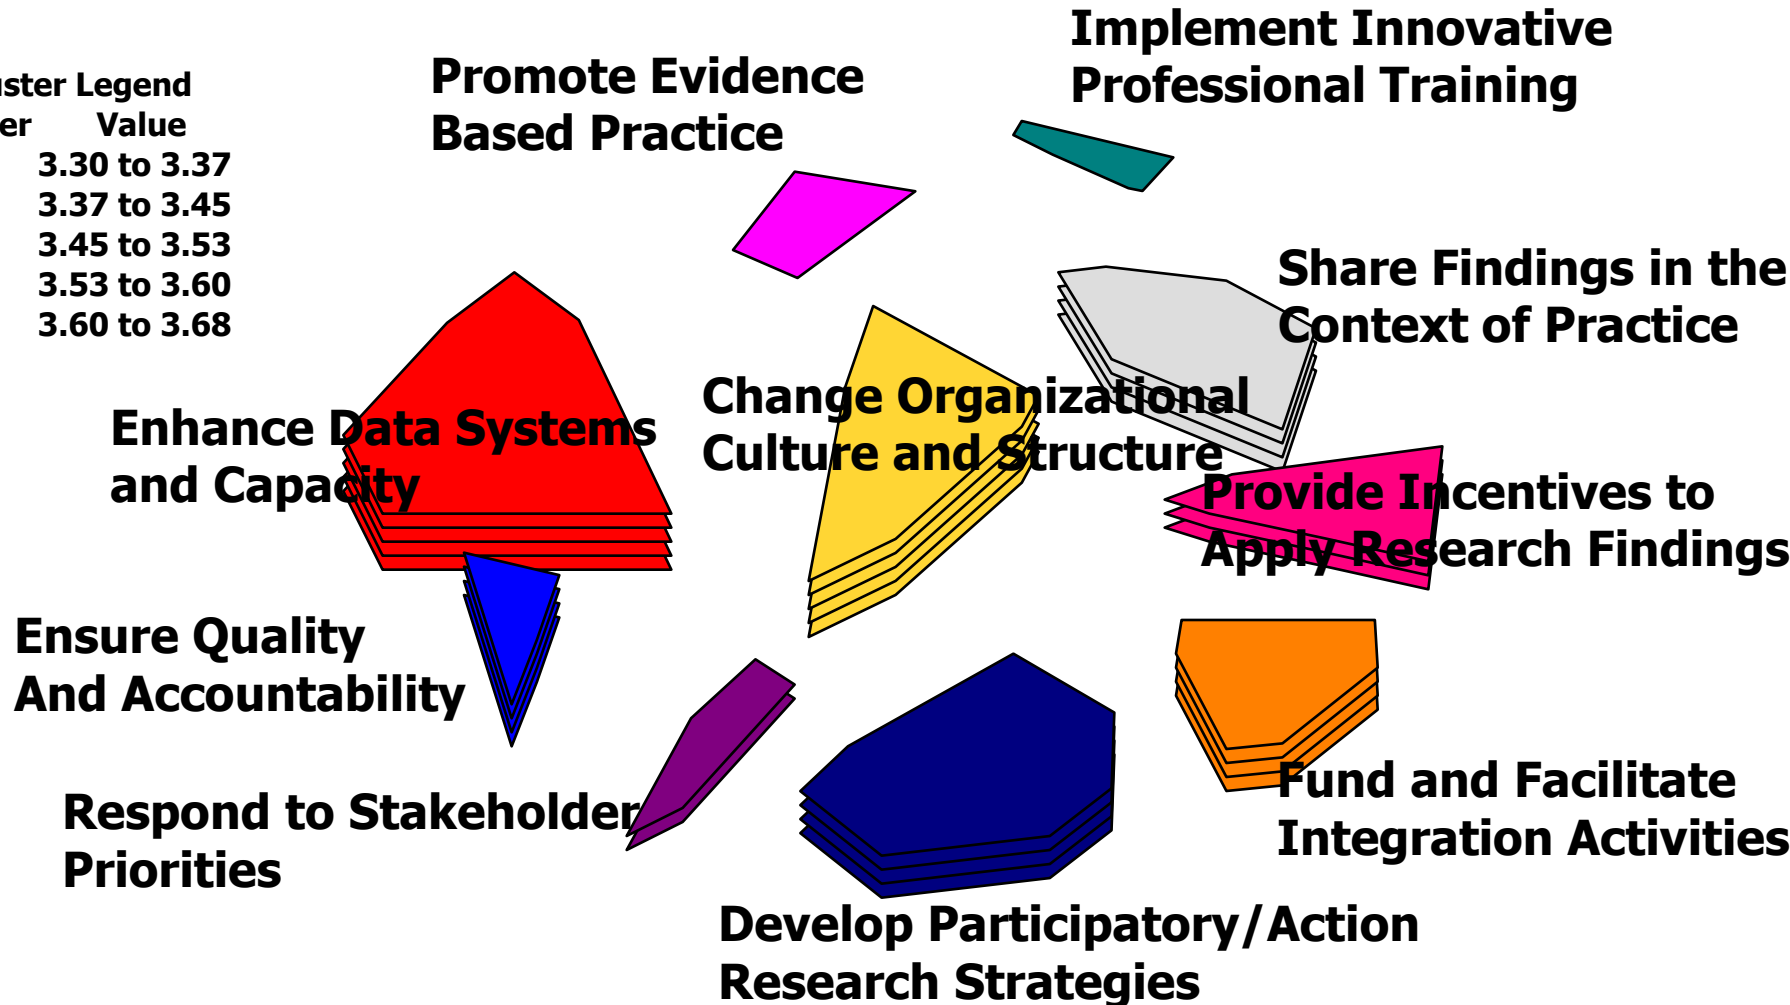 Implement Innovative
Professional Training
Promote Evidence
Based Practice
uster Legend
er Value
3.30 to 3.37
3.37 to 3.45
3.45 to 3.53
3.53 to 3.60
3.60 to 3.68
Share Findings in the
Context of Practice
Change Organizational
Culture and Structure
Enhance Data Systems
and Capacity
Provide Incentives to
Apply Research Findings
Ensure Quality
And Accountability
Fund and Facilitate
Integration Activities
Respond to Stakeholder
Priorities
Develop Participatory/Action
Research Strategies